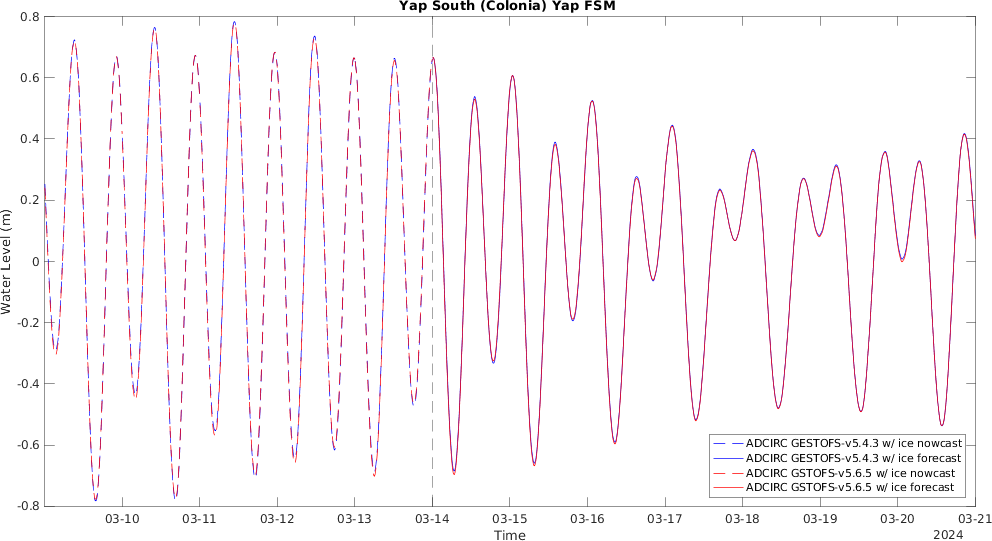 Yap South (Colonia) Yap FSM
0.8
0.6
0.4
0.2
0
-0.2
-0.4
-0.6
-0.8
Water Level (m)
ADCIRC GESTOFS-v5.4.3 w/ ice nowcast
ADCIRC GESTOFS-v5.4.3 w/ ice forecast
ADCIRC GSTOFS-v5.6.5 w/ ice nowcast
ADCIRC GSTOFS-v5.6.5 w/ ice forecast
03-10 03-11 03-12 03-13 03-14 03-15 03-16 03-17 03-18 03-19 03-20 03-21
Time
2024